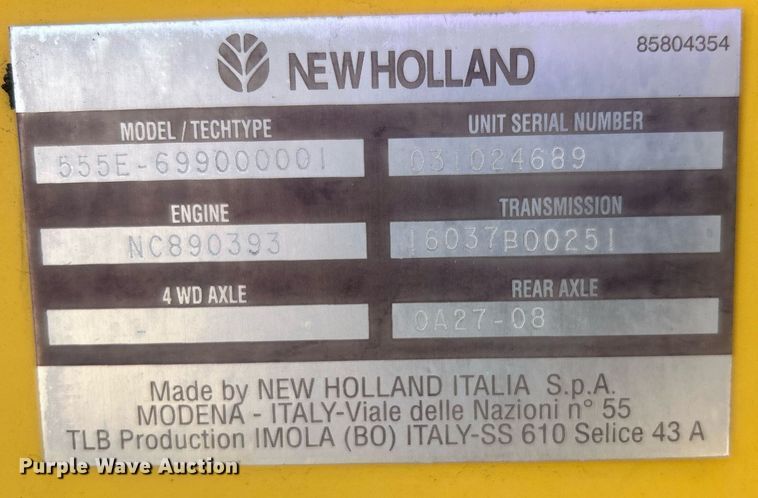 NEW HOLLAND
85804354
MODEL / TECHTYPE
UNIT SERIAL NUMBER
555E-699000001
031024689
ENGINE
TRANSMISSION
NC890393
16037B00251
4 WD AXLE
REAR AXLE
-
0A27-08
Made by NEW HOLLAND ITALIA S.p.A.
MODENA - ITALY-Viale delle Nazioni n° 55
TLB Production IMOLA (BO) ITALY-SS 610 Selice 43 A
Purple Wave Auction